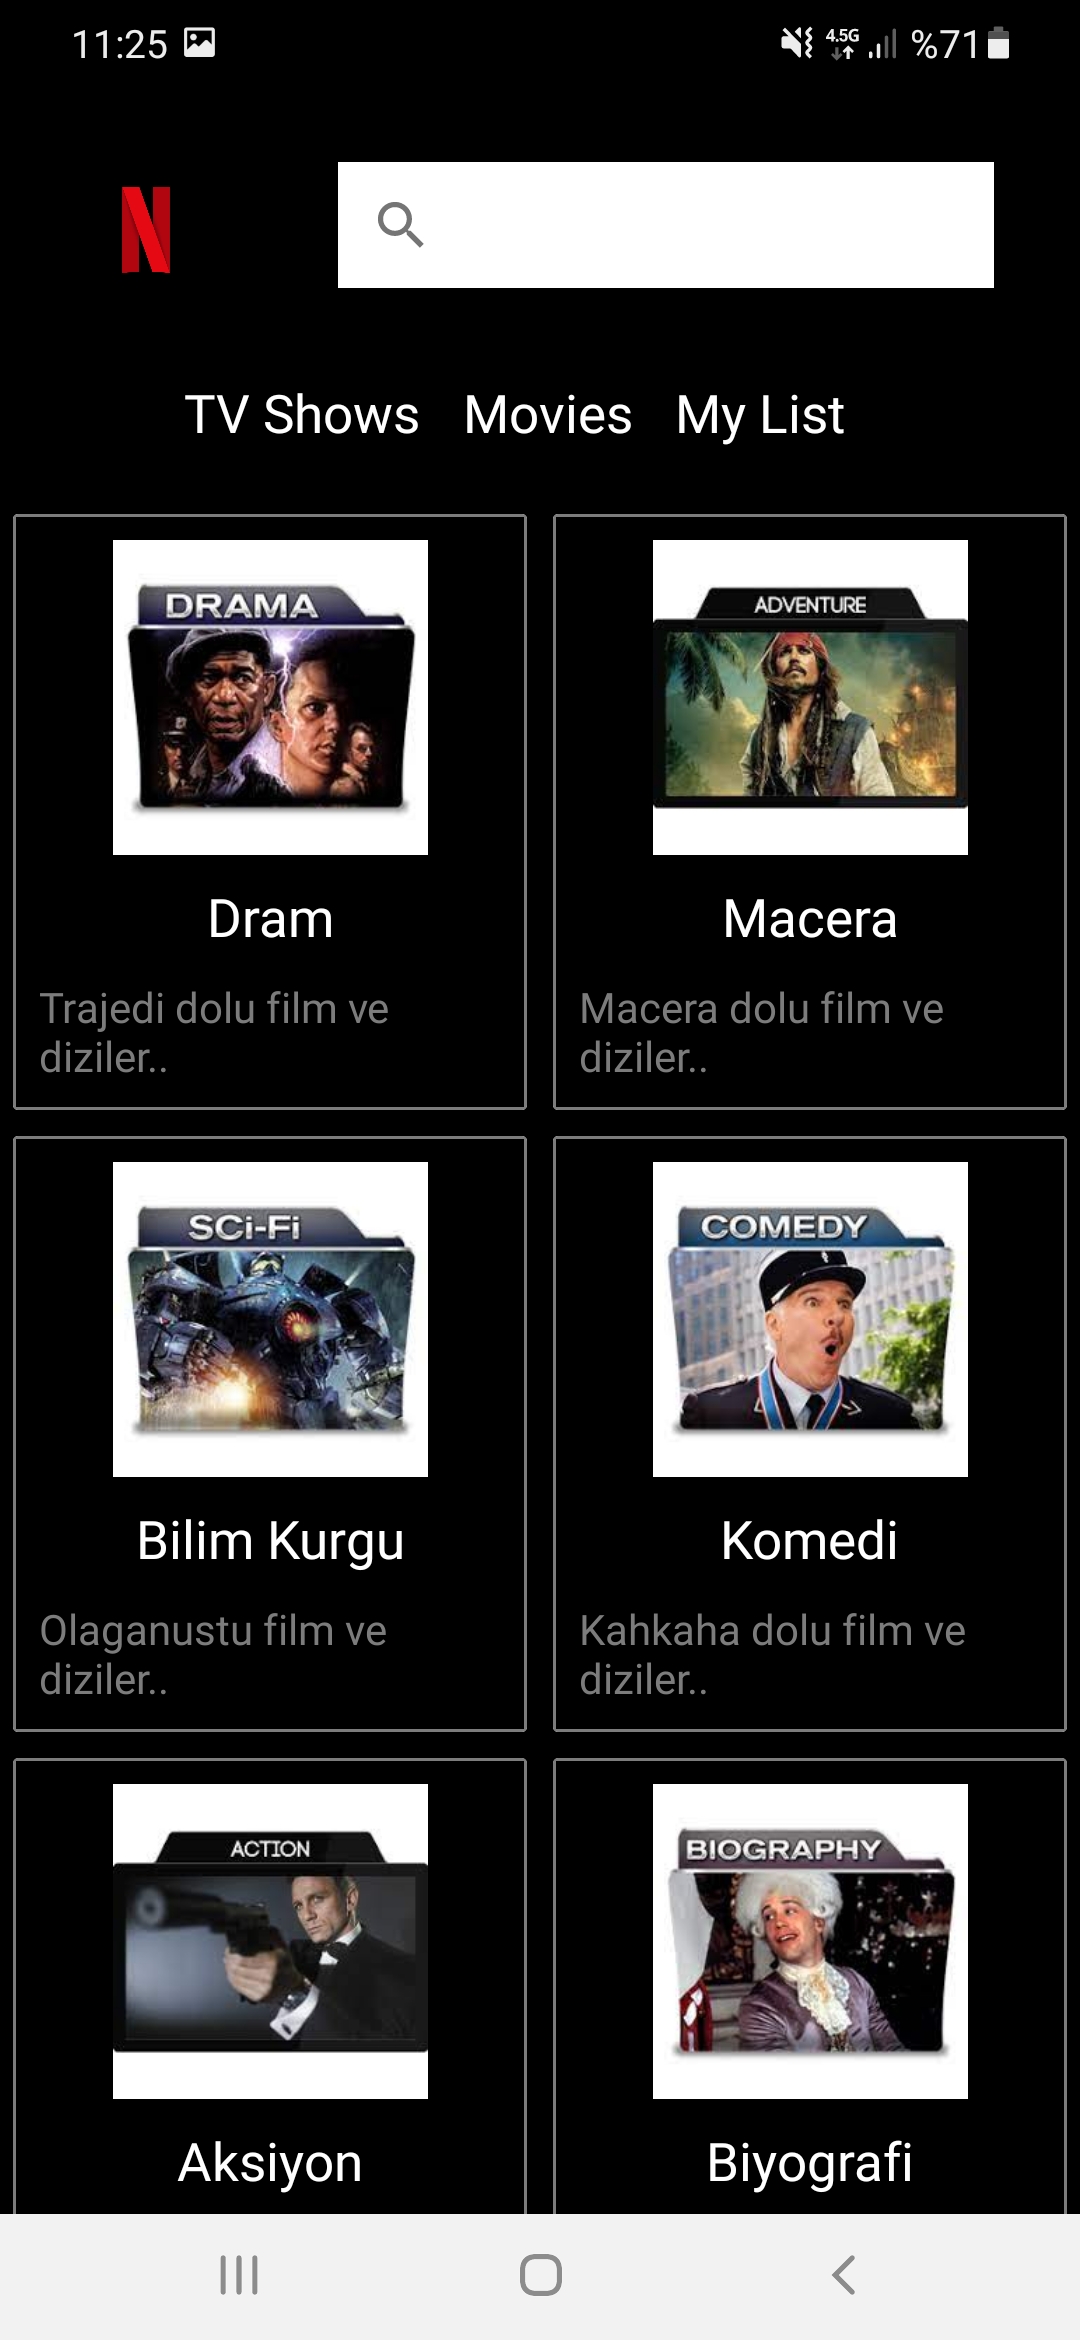 11:25 4.5G %71
N
TV Shows Movies My List
DRAMA
ADVENTURE
Dram
Macera
Trajedi dolu film ve
diziler..
Macera dolu film ve
diziler..
SCi-Fi
COMEDY
Bilim Kurgu
Komedi
Olaganustu film ve
diziler..
Kahkaha dolu film ve
diziler..
ACTION
BIOGRAPHY
Aksiyon
Biyografi